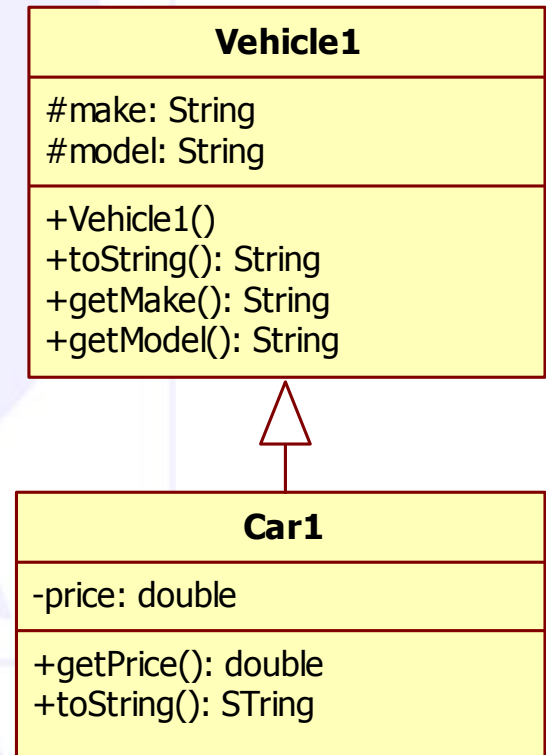 Vehicle1
#make: String
#model: String
+Vehicle1()
+toString(): String
+getMake(): String
+getModel(): String
Car1
-price: double
+getPrice(): double
+toString(): STring